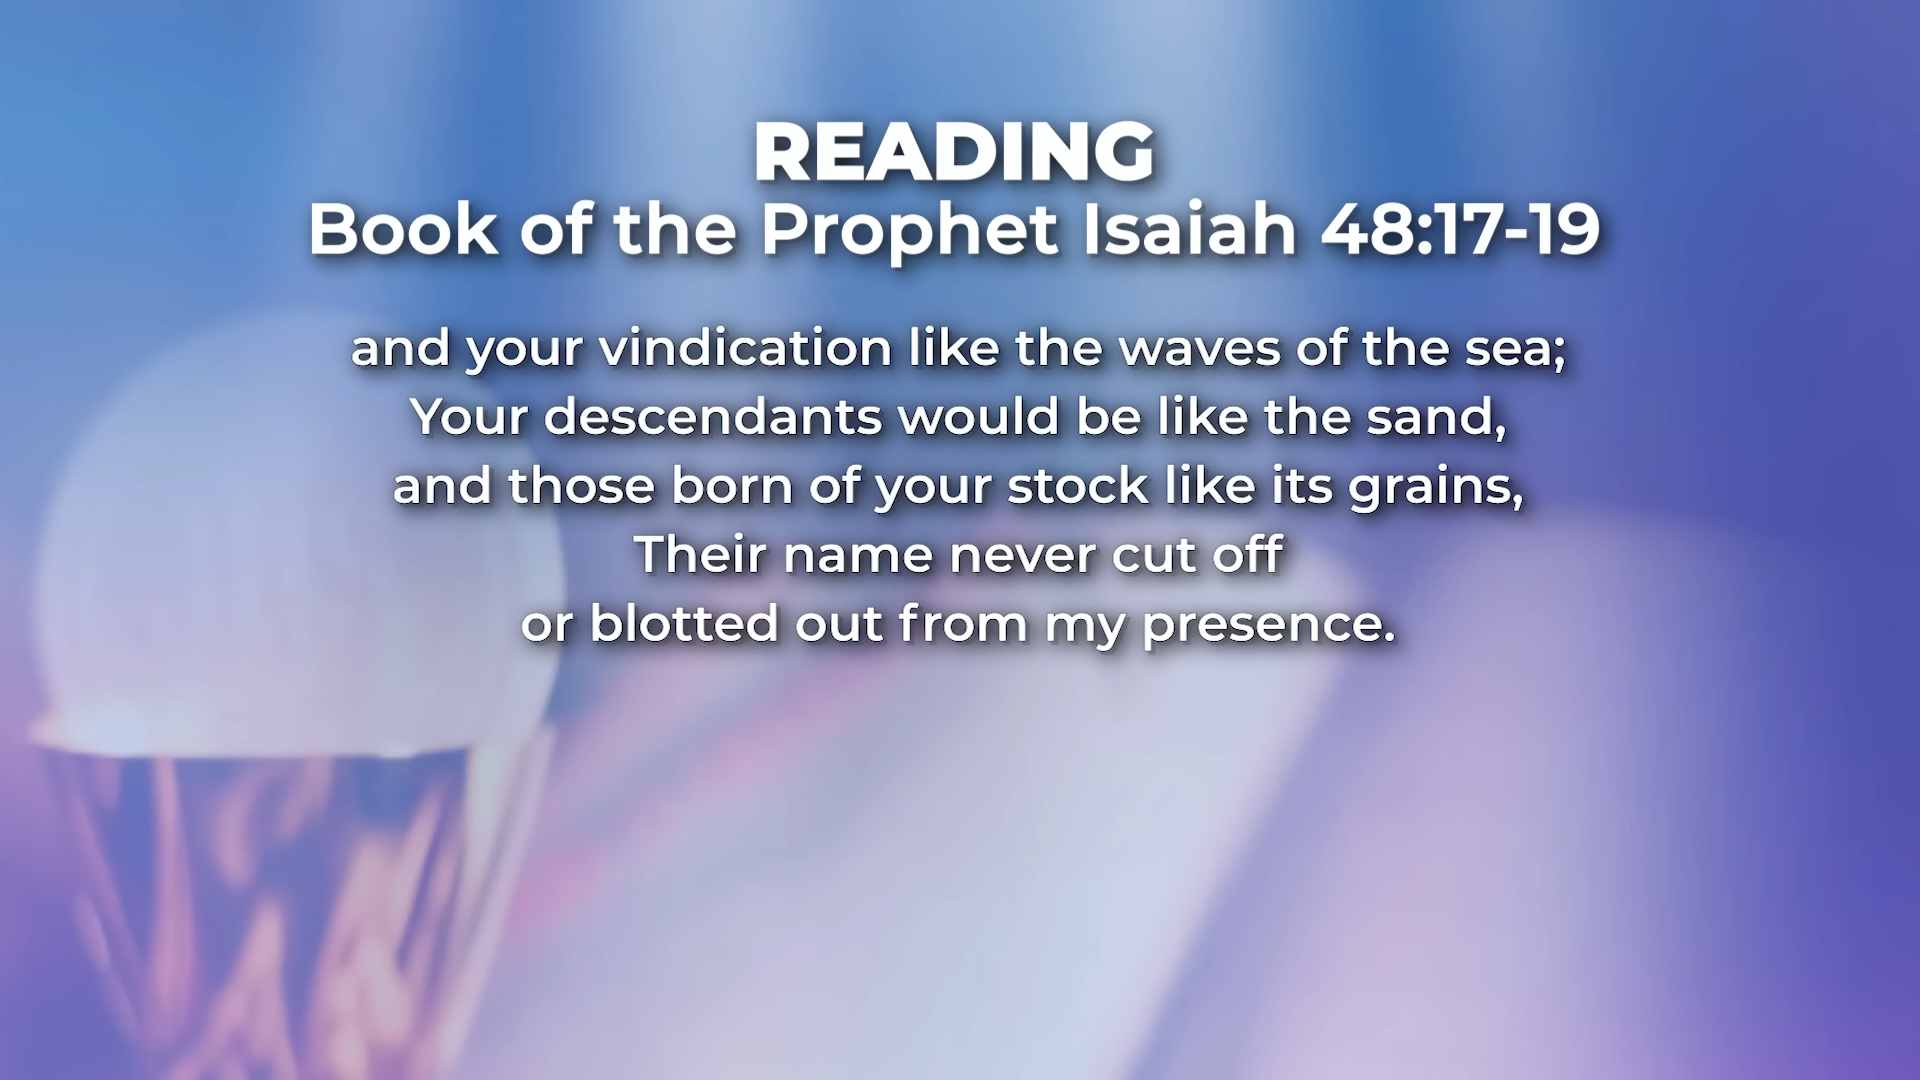 READING
Book of the Prophet Isaiah 48:17-19
and your vindication like the waves of the sea;
Your descendants would be like the sand,
and those born of your stock like its grains,
Their name never cut off
or blotted out from my presence.